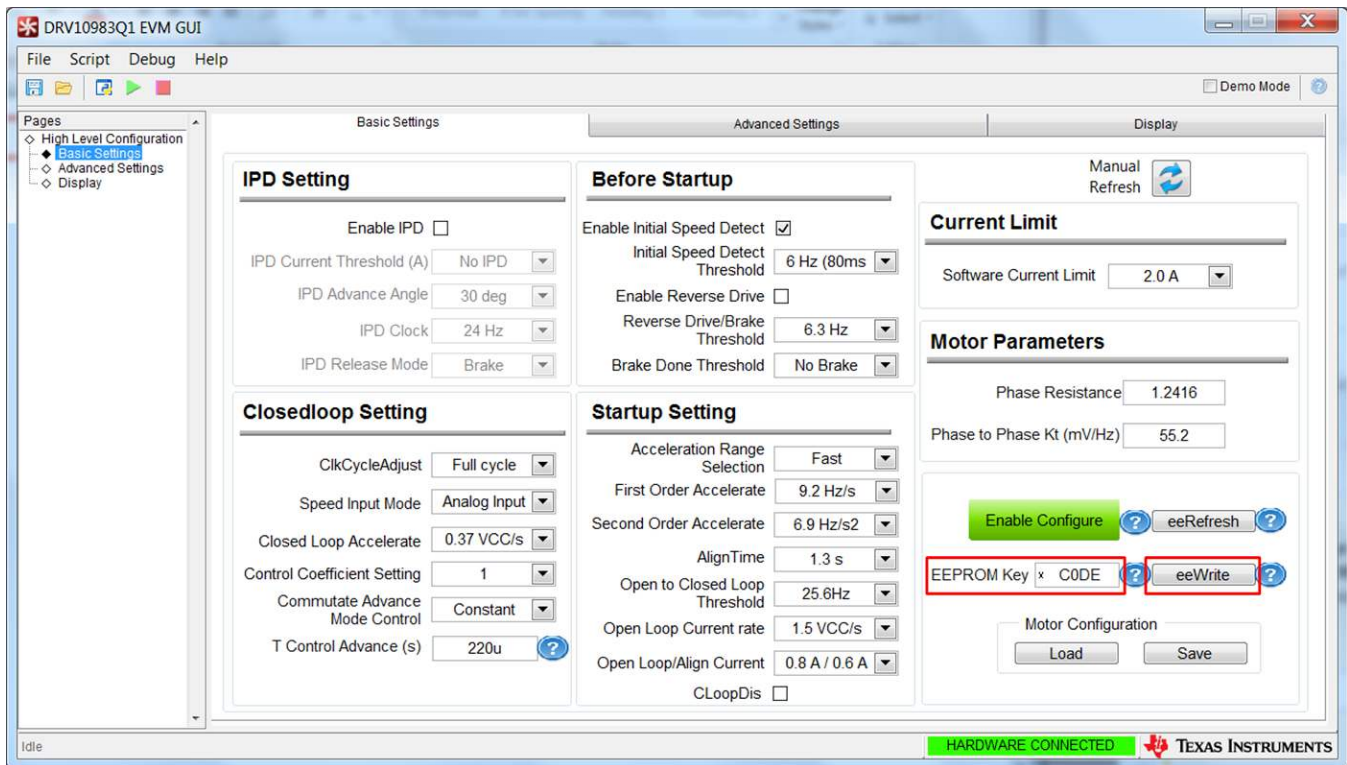 DRV10983Q1 EVM GUI
File Script Debug Help
Demo Mode
Pages
High Level Configuration
Basic Settings
Advanced Settings
Display
Basic Settings
Advanced Settings
Display
IPD Setting
Enable IPD
IPD Current Threshold (A) No IPD
IPD Advance Angle 30 deg
IPD Clock 24 Hz
IPD Release Mode Brake
Before Startup
Enable Initial Speed Detect
Initial Speed Detect
Threshold 6 Hz (80ms
Enable Reverse Drive
Reverse Drive/Brake
Threshold 6.3 Hz
Brake Done Threshold No Brake
Manual
Refresh
Current Limit
Software Current Limit 2.0 A
Motor Parameters
Phase Resistance 1.2416
Phase to Phase Kt (mV/Hz) 55.2
Closedloop Setting
ClkCycleAdjust Full cycle
Speed Input Mode Analog Input
Closed Loop Accelerate 0.37 VCC/s
Control Coefficient Setting 1
Commutate Advance
Mode Control Constant
T Control Advance (s) 220u ?
Startup Setting
Acceleration Range
Selection Fast
First Order Accelerate 9.2 Hz/s
Second Order Accelerate 6.9 Hz/s2
AlignTime 1.3 s
Open to Closed Loop
Threshold 25.6Hz
Open Loop Current rate 1.5 VCC/s
Open Loop/Align Current 0.8 A / 0.6 A
CLoopDis
Enable Configure ? eeRefresh ?
EEPROM Key x C0DE ? eeWrite ?
Motor Configuration
Load Save
Idle
HARDWARE CONNECTED TEXAS INSTRUMENTS